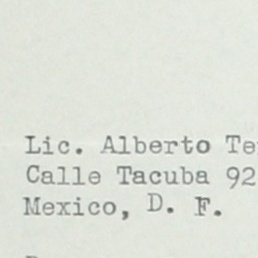 Lic. Alberto Te
Calle Tacuba 92
Mexico, D. F.